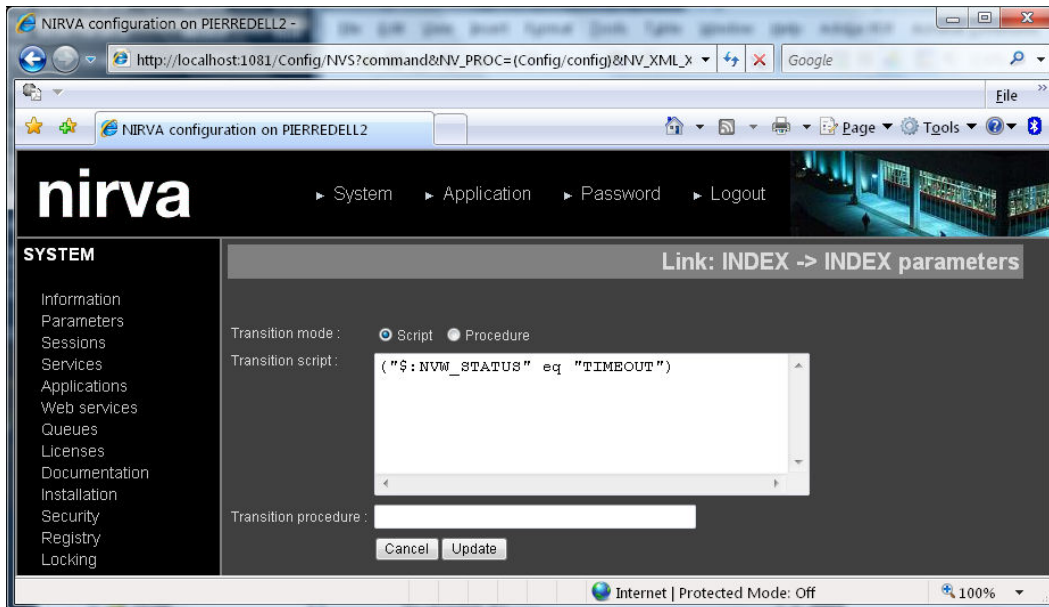 NIRVA configuration on PIERREDELL2 -
http://localhost:1081/Config/NVS?command&NV_PROC=(Config/config)&NV_XML_X
Google
File
NIRVA configuration on PIERREDELL2
Page
Tools
nirva
System
Application
Password
Logout
SYSTEM
Link: INDEX -> INDEX parameters
Information
Parameters
Sessions
Services
Applications
Web services
Queues
Licenses
Documentation
Installation
Security
Registry
Locking
Transition mode :
Script
Procedure
Transition script :
("$:NVW_STATUS" eq "TIMEOUT")
Transition procedure :
Cancel
Update
Internet | Protected Mode: Off
100%